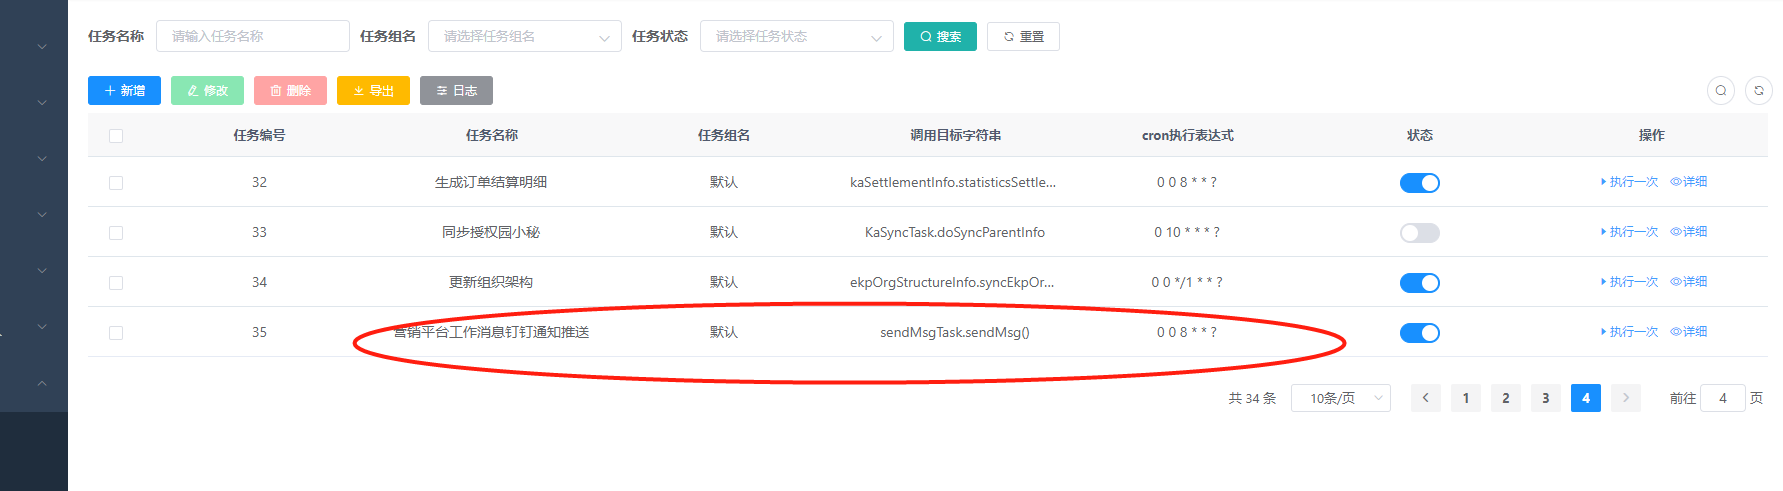 任务名称 请输入任务名称 任务组名 请选择任务组名 任务状态 请选择任务状态 搜索 重置
新增 修改 删除 导出 日志
任务编号 任务名称 任务组名 调用目标字符串 cron执行表达式 状态 操作
32 生成订单结算明细 默认 kaSettlementInfo.statisticsSettle... 0 0 8 * * ? 执行一次 详细
33 同步授权园小秘 默认 KaSyncTask.doSyncParentInfo 0 10 * * * ? 执行一次 详细
34 更新组织架构 默认 ekpOrgStructureInfo.syncEkpOr... 0 0 */1 * * ? 执行一次 详细
35 营销平台工作消息钉钉通知推送 默认 sendMsgTask.sendMsg() 0 0 8 * * ? 执行一次 详细
共 34 条 10条/页 1 2 3 4 前往 4 页